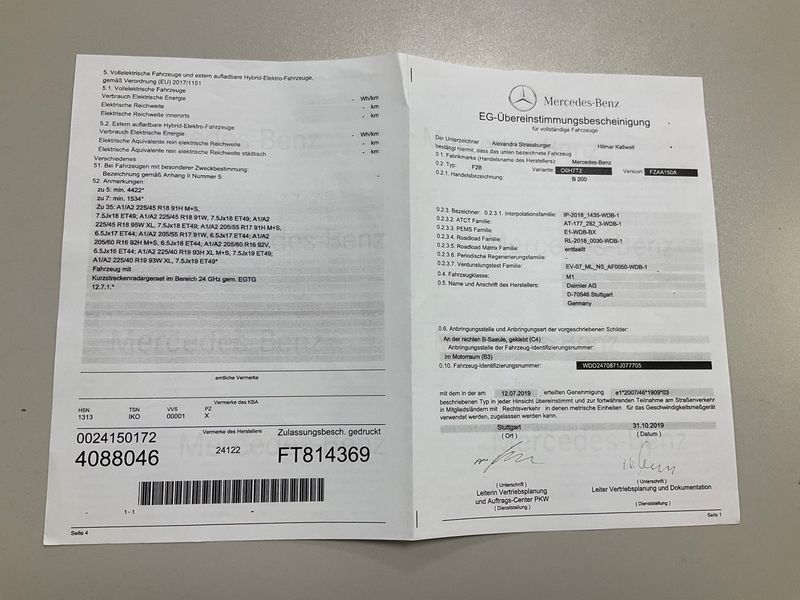 5. Vollelektrische Fahrzeuge und extern aufladbare Hybrid-Elektro-Fahrzeuge,
gemäß Verordnung (EU) 2017/1151
5.1. Vollelektrische Fahrzeuge
Verbrauch Elektrische Energie - Wh/km
Elektrische Reichweite - km
Elektrische Reichweite innerorts - km
5.2. Extern aufladbare Hybrid-Elektro-Fahrzeuge
Verbrauch Elektrische Energie - Wh/km
Elektrische Äquivalente rein elektrische Reichweite - km
Elektrische Äquivalente rein elektrische Reichweite städtisch - km
Verschiedenes
51. Bei Fahrzeugen mit besonderer Zweckbestimmung:
Bezeichnung gemäß Anhang II Nummer 5: -
52. Anmerkungen:
zu 5: min. 4422*
zu 7: min. 1534*
Zu 35: A1/A2 225/45 R18 91H M+S,
7.5Jx18 ET49; A1/A2 225/45 R18 91W, 7.5Jx18 ET49; A1/A2
225/45 R18 95W XL, 7.5Jx18 ET49; A1/A2 205/55 R17 91H M+S,
6.5Jx17 ET44; A1/A2 205/55 R17 91W, 6.5Jx17 ET44; A1/A2
205/60 R16 92H M+S, 6.5Jx16 ET44; A1/A2 205/60 R16 92V,
6.5Jx16 ET44; A1/A2 225/40 R19 93H XL M+S, 7.5Jx19 ET49;
A1/A2 225/40 R19 93W XL, 7.5Jx19 ET49*
Fahrzeug mit
Kurzstreckenradargeraet im Bereich 24 GHz gem. EGTG
12.7.1.*
amtliche Vermerke
Vermerke des KBA
HSN TSN VVS PZ
1313 IKO 00001 X
Vermerke des Herstellers
0024150172 Zulassungsbesch. gedruckt
4088046 24122 FT814369
- 1-1 -
Seite 4
Mercedes-Benz
EG-Übereinstimmungsbescheinigung
für vollständige Fahrzeuge
Der Unterzeichner Alexandra Strassburger Hilmar Kallweit
bestätigt hiermit, dass das unten bezeichnete Fahrzeug
0.1. Fabrikmarke (Handelsname des Herstellers): Mercedes-Benz
0.2. Typ: F2B Variante: O0H7T2 Version: FZAA150A
0.2.1. Handelsbezeichnung: B 200
0.2.3. Bezeichner: 0.2.3.1. Interpolationsfamilie: IP-2018_1435-WDB-1
0.2.3.2. ATCT Familie: AT-177_282_3-WDB-1
0.2.3.3. PEMS Familie: E1-WDB-BX
0.2.3.4. Roadload Familie: RL-2018_0030-WDB-1
0.2.3.5. Roadload Matrix Familie: entfaellt
0.2.3.6. Periodische Regenerierungsfamilie: -
0.2.3.7. Verdunstungstest Familie: EV-07_ML_NS_AF0050-WDB-1
0.4. Fahrzeugklasse: M1
0.5. Name und Anschrift des Herstellers: Daimler AG
D-70546 Stuttgart
Germany
0.6. Anbringungsstelle und Anbringungsart der vorgeschriebenen Schilder:
An der rechten B-Saeule, geklebt (C4)
Anbringungsstelle der Fahrzeug-Identifizierungsnummer:
Im Motorraum (B3)
0.10. Fahrzeug-Identifizierungsnummer: WDD2470871J077705
mit dem in der am 12.07.2019 erteilten Genehmigung e1*2007/46*1909*03
beschriebenen Typ in jeder Hinsicht übereinstimmt und zur fortwährenden Teilnahme am Straßenverkehr
in Mitgliedsländern mit Rechtsverkehr in denen metrische Einheiten für das Geschwindigkeitsmeßgerät
verwendet werden, zugelassen werden kann.
Stuttgart 31.10.2019
( Ort ) ( Datum )
( Unterschrift ) ( Unterschrift )
Leiterin Vertriebsplanung Leiter Vertriebsplanung und Dokumentation
und Auftrags-Center PKW
( Dienststellung ) ( Dienststellung )
Seite 1